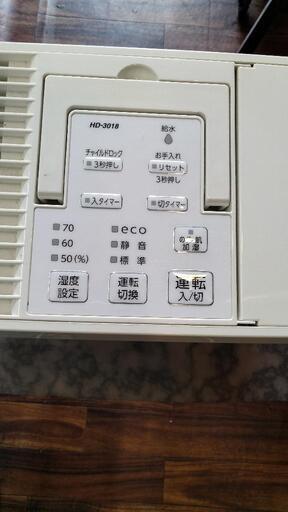 HD-3018
給水
チャイルドロック
3秒押し
お手入れ
リセット
3秒押し
入タイマー
切タイマー
70
60
50(%)
eco
静音
標準
の 肌
加湿
湿度
設定
運転
切換
運転
入/切